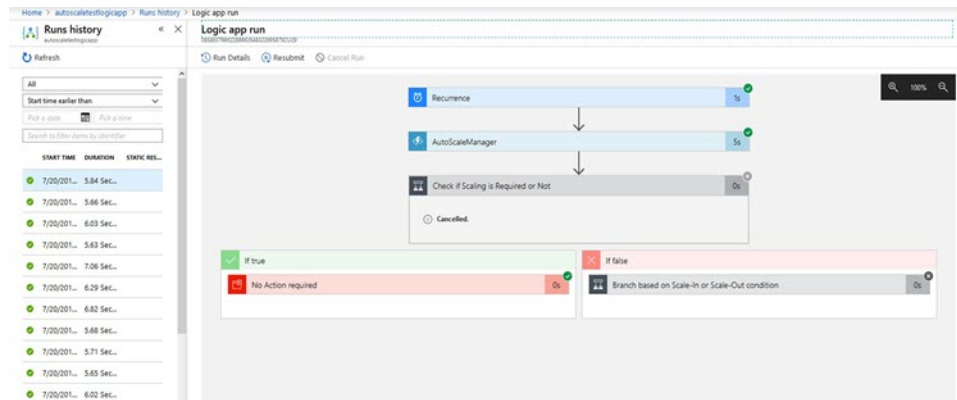 Home > autoscaletestlogicapp > Runs history > Logic app run
Runs history
autoscaletestlogicapp
Refresh
All
Start time earlier than
Pick a date
Pick a time
Search to filter items by identifier
START TIME DURATION STATIC RES...
7/20/201... 5.84 Sec...
7/20/201... 5.66 Sec...
7/20/201... 6.03 Sec...
7/20/201... 5.63 Sec...
7/20/201... 7.06 Sec...
7/20/201... 6.29 Sec...
7/20/201... 6.82 Sec...
7/20/201... 5.68 Sec...
7/20/201... 5.71 Sec...
7/20/201... 5.65 Sec...
7/20/201... 6.02 Sec...
Logic app run
Run Details Resubmit Cancel Run
100%
Recurrence 1s
AutoScaleManager 5s
Check if Scaling is Required or Not 0s
Cancelled.
If true
No Action required 0s
If false
Branch based on Scale-In or Scale-Out condition 0s